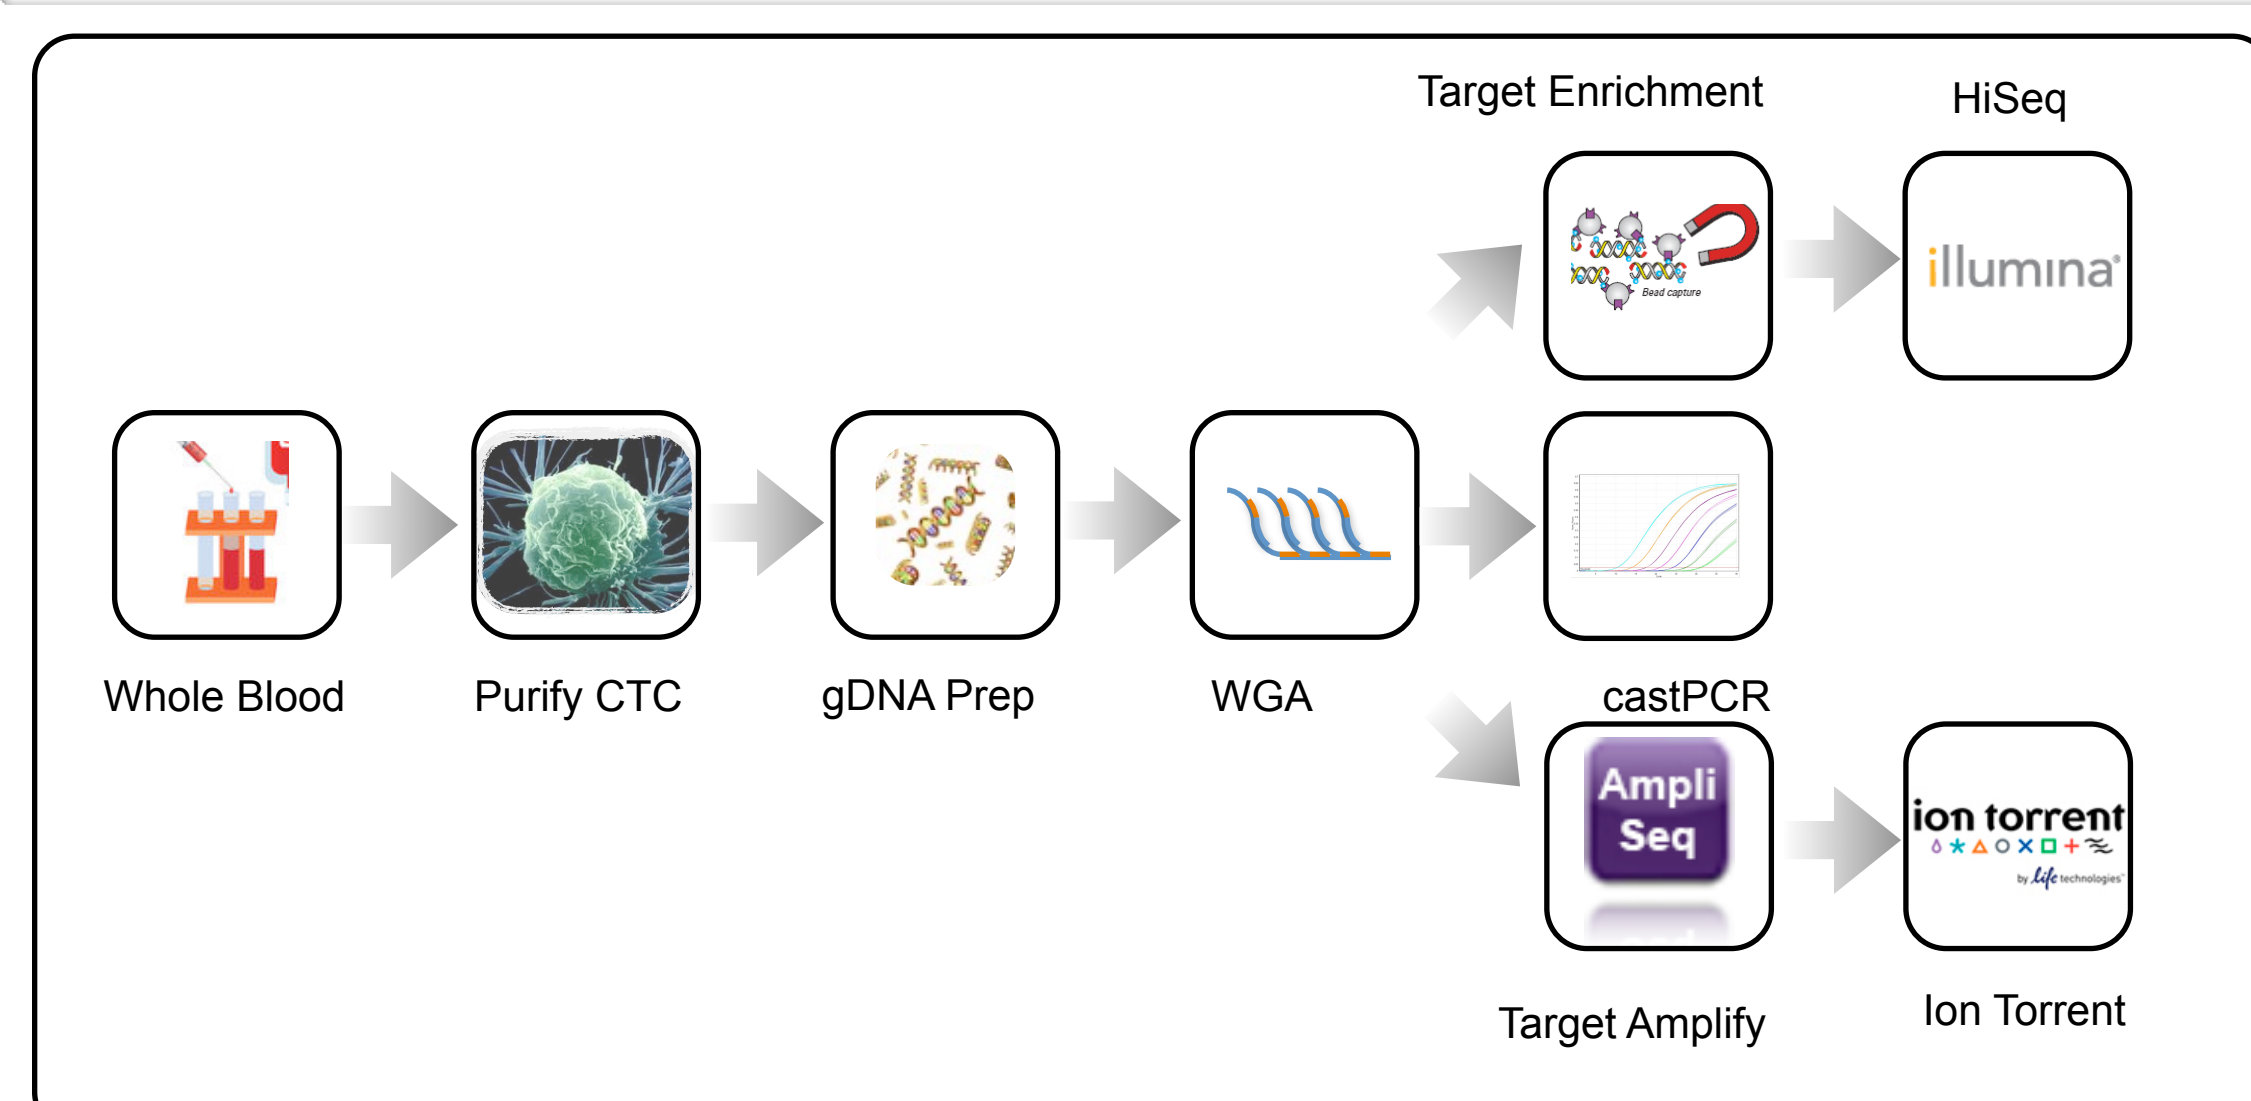 Target Enrichment
HiSeq
Bead capture
illumina®
Whole Blood
Purify CTC
gDNA Prep
WGA
castPCR
Ampli
Seq
ion torrent
by life technologies™
Target Amplify
Ion Torrent